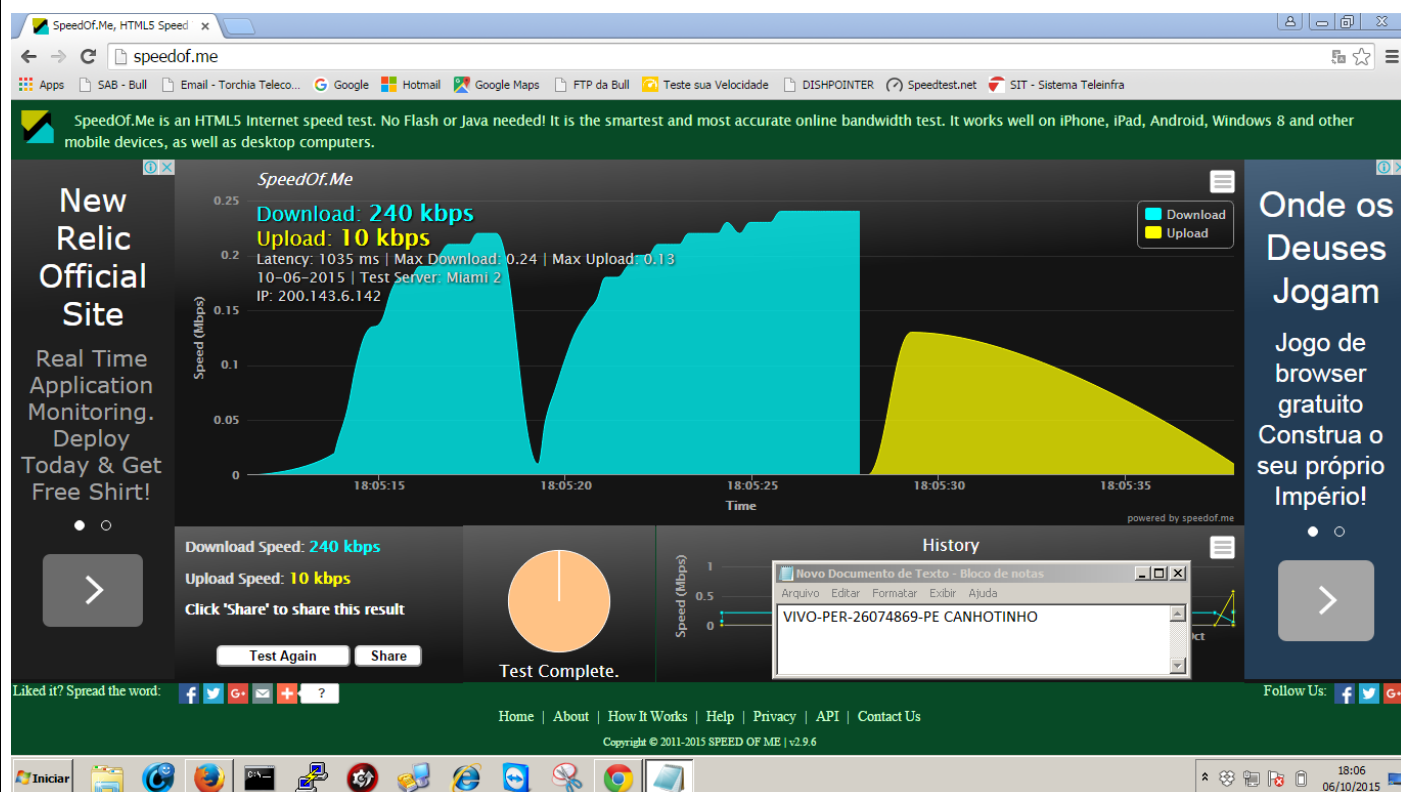 SpeedOf.Me, HTML5 Speed
speedof.me
Apps SAB - Bull Email - Torchia Teleco... Google Hotmail Google Maps FTP da Bull Teste sua Velocidade DISHPOINTER Speedtest.net SIT - Sistema Teleinfra
SpeedOf.Me is an HTML5 Internet speed test. No Flash or Java needed! It is the smartest and most accurate online bandwidth test. It works well on iPhone, iPad, Android, Windows 8 and other
mobile devices, as well as desktop computers.
New
Relic
Official
Site
Real Time
Application
Monitoring.
Deploy
Today & Get
Free Shirt!
SpeedOf.Me
Download: 240 kbps
Upload: 10 kbps
Latency: 1035 ms | Max Download: 0.24 | Max Upload: 0.13
10-06-2015 | Test Server: Miami 2
IP: 200.143.6.142
Download
Upload
Speed (Mbps)
0.25
0.2
0.15
0.1
0.05
0
18:05:15 18:05:20 18:05:25 18:05:30 18:05:35
Time
powered by speedof.me
Onde os
Deuses
Jogam
Jogo de
browser
gratuito
Construa o
seu próprio
Império!
Download Speed: 240 kbps
Upload Speed: 10 kbps
Click 'Share' to share this result
Test Again Share
Test Complete.
History
Speed (Mbps)
1
0.5
0
Oct
Novo Documento de Texto - Bloco de notas
Arquivo Editar Formatar Exibir Ajuda
VIVO-PER-26074869-PE CANHOTINHO
Liked it? Spread the word: ?
Follow Us:
Home | About | How It Works | Help | Privacy | API | Contact Us
Copyright © 2011-2015 SPEED OF ME | v2.9.6
Iniciar
18:06
06/10/2015